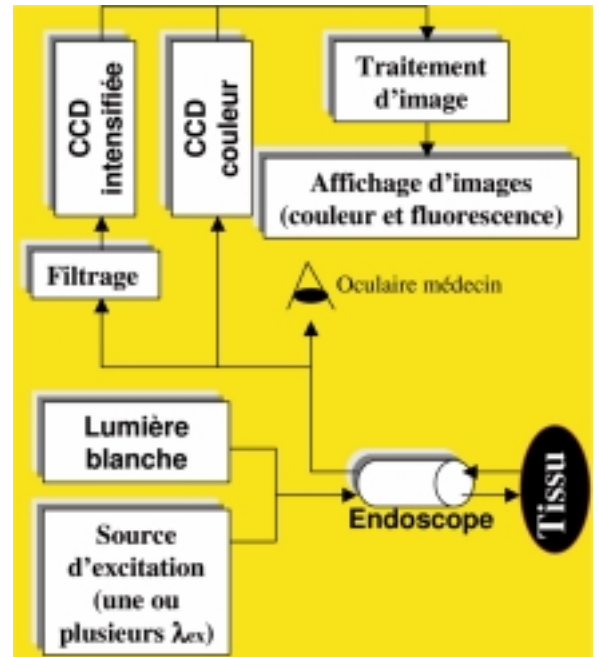 CCD
intensifiée
CCD
couleur
Traitement
d'image
Affichage d'images
(couleur et fluorescence)
Filtrage
Oculaire médecin
Lumière
blanche
Endoscope
Tissu
Source
d'excitation
(une ou
plusieurs λex)